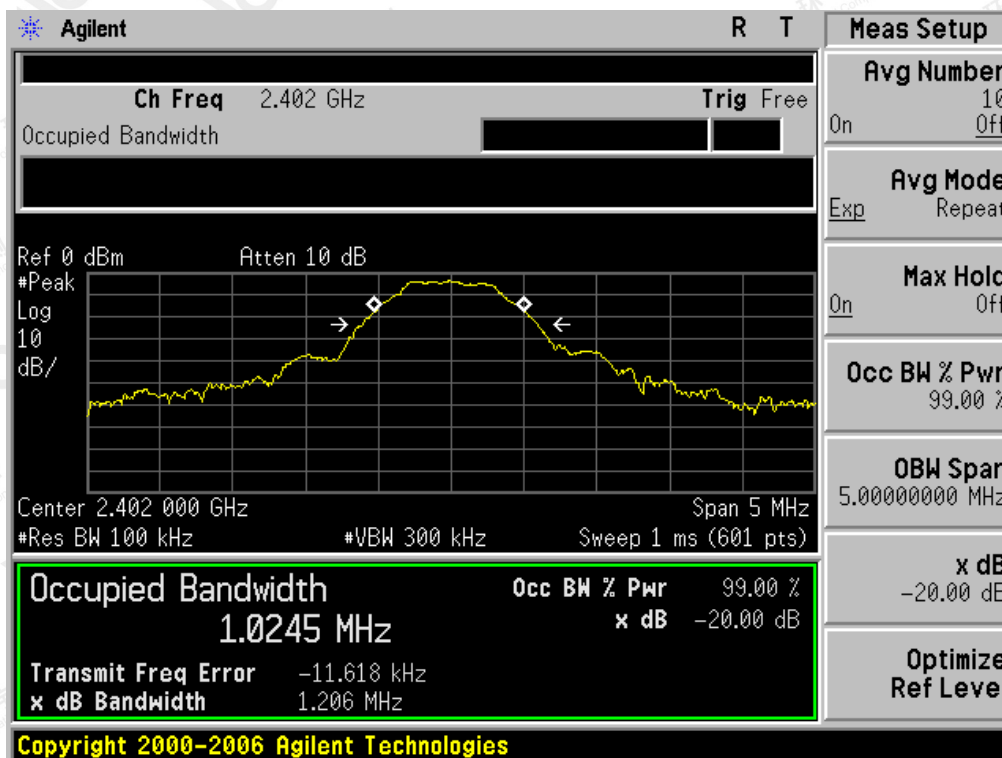 Agilent
R T
Meas Setup
Ch Freq 2.402 GHz
Trig Free
Occupied Bandwidth
Ref 0 dBm
Atten 10 dB
#Peak
Log
10
dB/
Center 2.402 000 GHz
Span 5 MHz
#Res BW 100 kHz
#VBW 300 kHz
Sweep 1 ms (601 pts)
Occupied Bandwidth
1.0245 MHz
Occ BW % Pwr 99.00 %
x dB -20.00 dB
Transmit Freq Error -11.618 kHz
x dB Bandwidth 1.206 MHz
Copyright 2000-2006 Agilent Technologies
Avg Number
10
On Off
Avg Mode
Exp Repeat
Max Hold
On Off
Occ BW % Pwr
99.00 %
OBW Span
5.00000000 MHz
x dB
-20.00 dB
Optimize
Ref Level